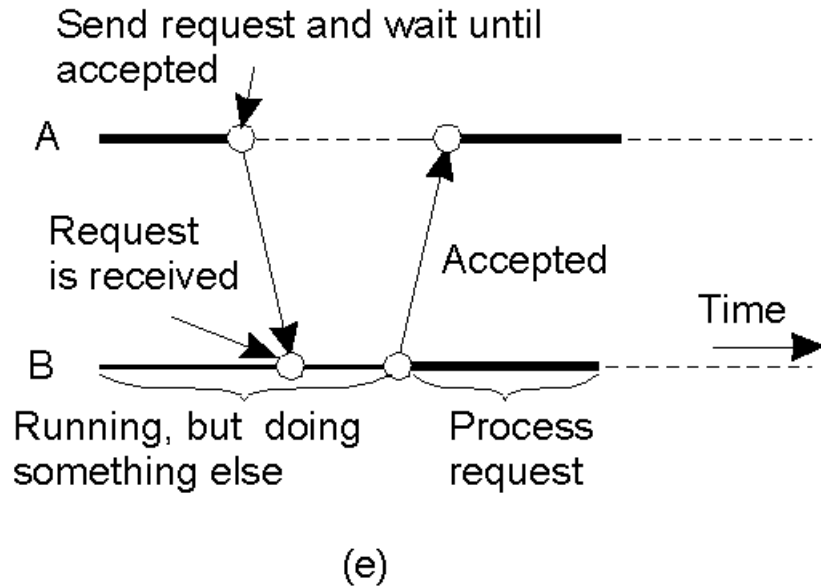 Send request and wait until
accepted
A
Request
is received
Accepted
Time
B
Running, but doing
something else
Process
request
(e)